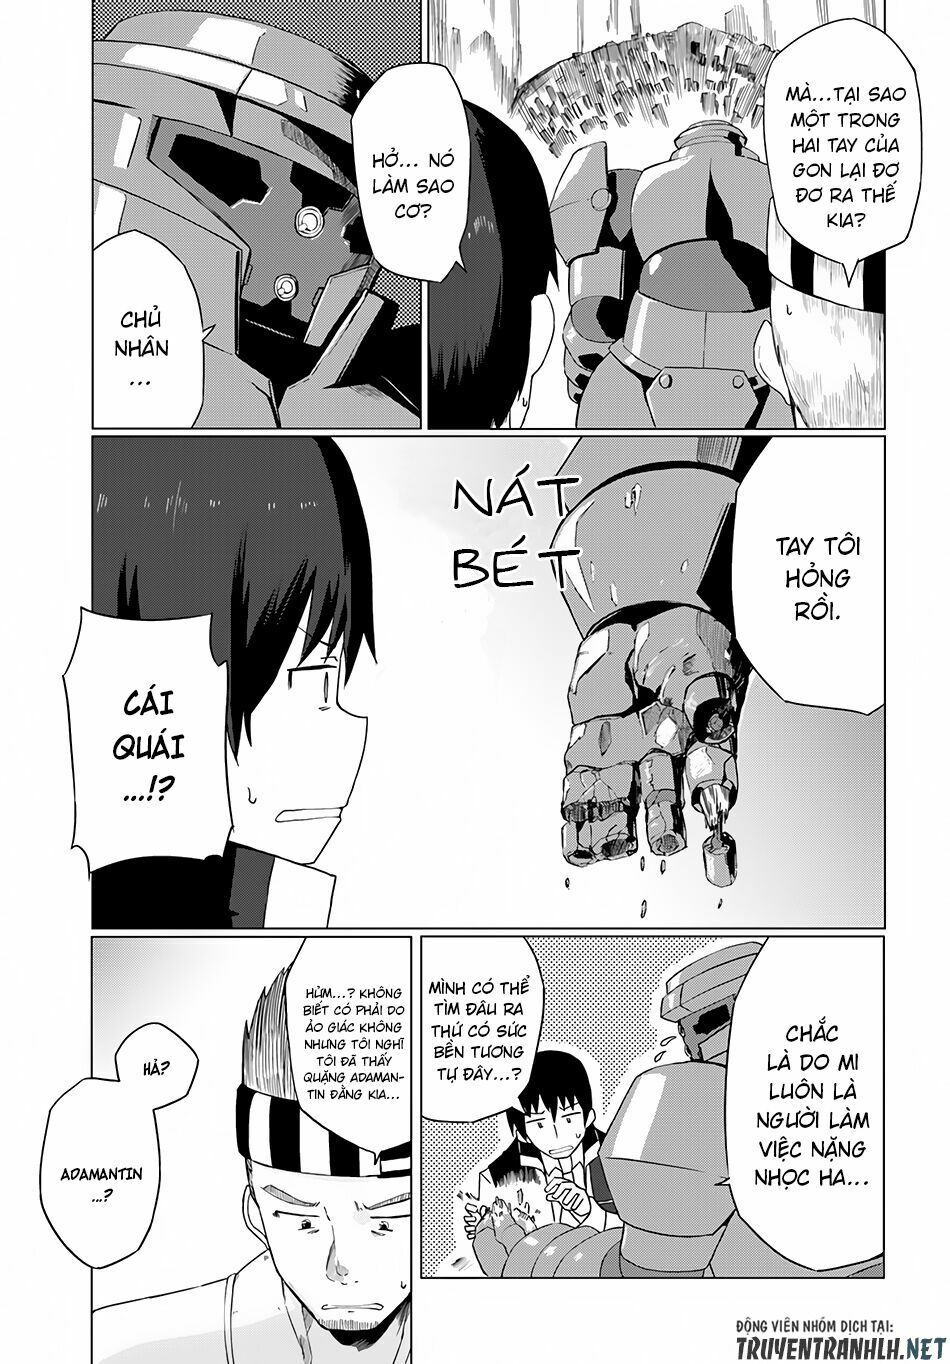 MÀ...TẠI SAO
MỘT TRONG
HAI TAY CỦA
GON LẠI ĐƠ
ĐƠ RA THẾ
KIA?
HỞ... NÓ
LÀM SAO
CƠ?
CHỦ
NHÂN
...
TAY TÔI
HỎNG
RỒI.
NÁT
BÉT
CÁI
QUÁI
...!?
CHẮC
LÀ DO MI
LUÔN LÀ
NGƯỜI LÀM
VIỆC NẶNG
NHỌC HA...
MÌNH CÓ THỂ
TÌM ĐÂU RA
THỨ CÓ SỨC
BỀN TƯƠNG
TỰ ĐÂY...?
HỬM...? KHÔNG
BIẾT CÓ PHẢI DO
ẢO GIÁC KHÔNG
NHƯNG TÔI NGHĨ
TÔI ĐÃ THẤY
QUẶNG ADAMAN-
TIN ĐẰNG KIA...
HẢ?
ADAMANTIN
...?
ĐỘNG VIÊN NHÓM DỊCH TẠI:
TRUYENTRANHLH.NET